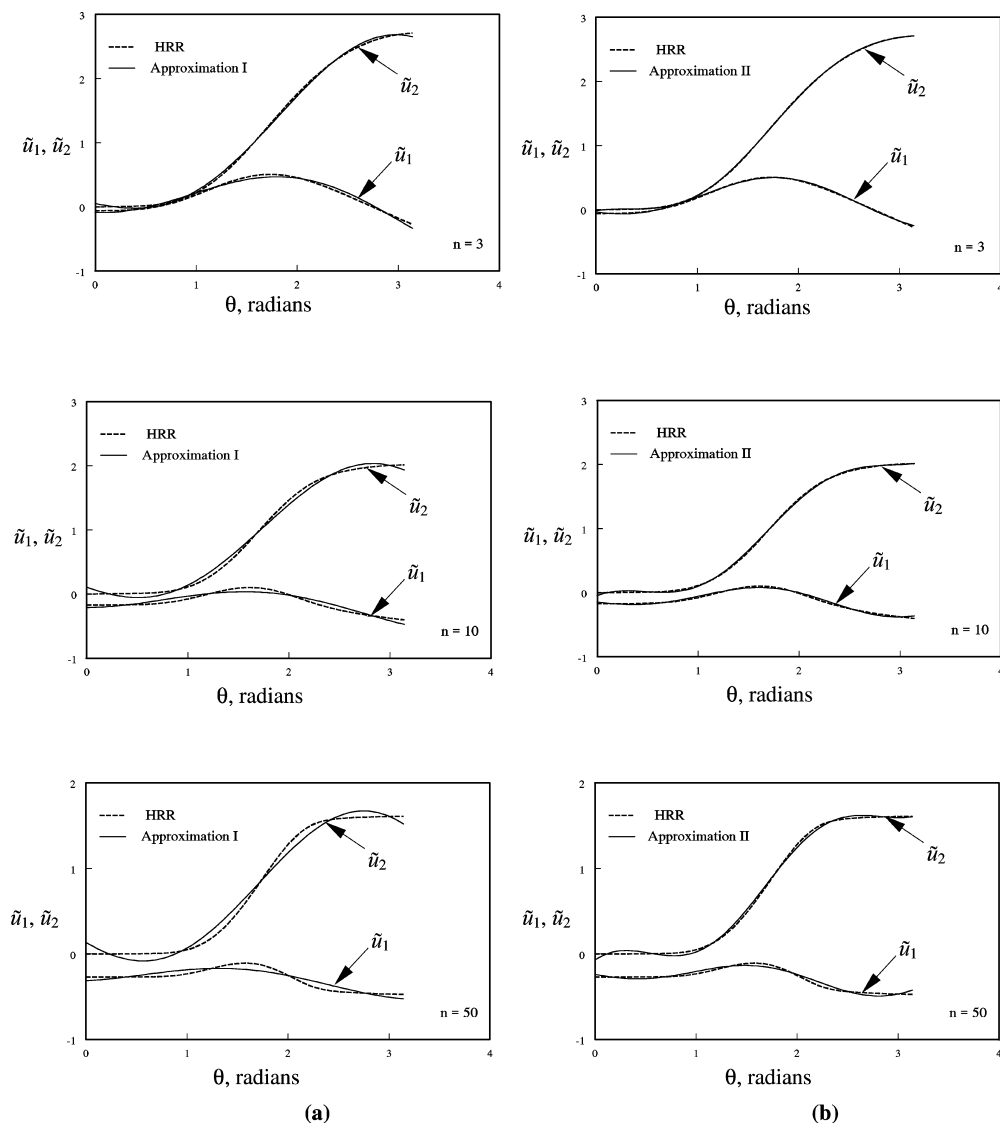 3
2
1
0
-1
0
1
2
3
4
HRR
Approximation I
ũ₂
ũ₁
ũ₁, ũ₂
n = 3
θ, radians
3
2
1
0
-1
0
1
2
3
4
HRR
Approximation II
ũ₂
ũ₁
ũ₁, ũ₂
n = 3
θ, radians
3
2
1
0
-1
0
1
2
3
4
HRR
Approximation I
ũ₂
ũ₁
ũ₁, ũ₂
n = 10
θ, radians
3
2
1
0
-1
0
1
2
3
4
HRR
Approximation II
ũ₂
ũ₁
ũ₁, ũ₂
n = 10
θ, radians
2
1
0
-1
0
1
2
3
4
HRR
Approximation I
ũ₂
ũ₁
ũ₁, ũ₂
n = 50
θ, radians
(a)
2
1
0
-1
0
1
2
3
4
HRR
Approximation II
ũ₂
ũ₁
ũ₁, ũ₂
n = 50
θ, radians
(b)